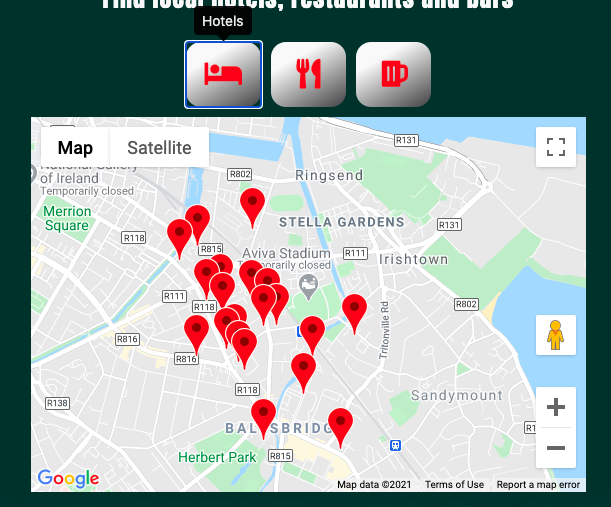 Find local hotels, restaurants and bars
Hotels
Map
Satellite
R131
R802
Ringsend
National Gallery
of Ireland
Temporarily closed
Merrion
Square
STELLA GARDENS
R131
R118
R815
Aviva Stadium
Temporarily closed
R111
Irishtown
R111
R118
R802
R816
R816
Tritonville Rd
R118
R138
Sandymount
BALLSBRIDGE
Herbert Park
R815
Google
Map data ©2021
Terms of Use
Report a map error